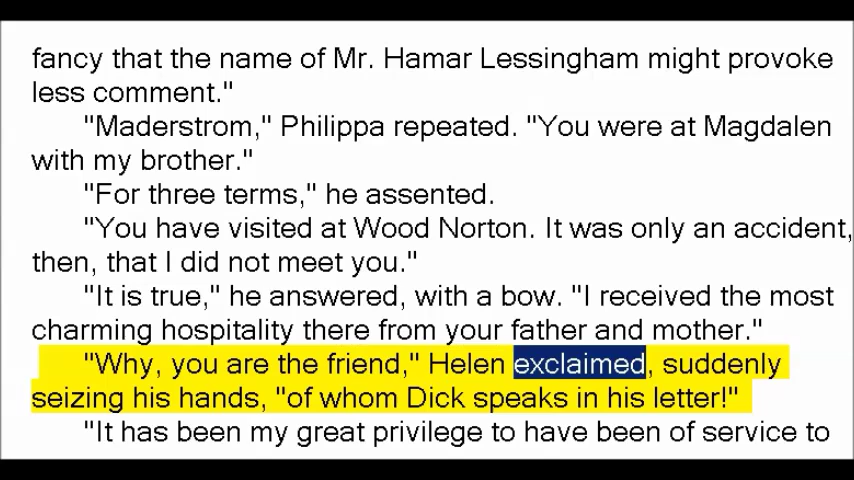 fancy that the name of Mr. Hamar Lessingham might provoke
less comment."
"Maderstrom," Philippa repeated. "You were at Magdalen
with my brother."
"For three terms," he assented.
"You have visited at Wood Norton. It was only an accident,
then, that I did not meet you."
"It is true," he answered, with a bow. "I received the most
charming hospitality there from your father and mother."
"Why, you are the friend," Helen exclaimed, suddenly
seizing his hands, "of whom Dick speaks in his letter!"
"It has been my great privilege to have been of service to